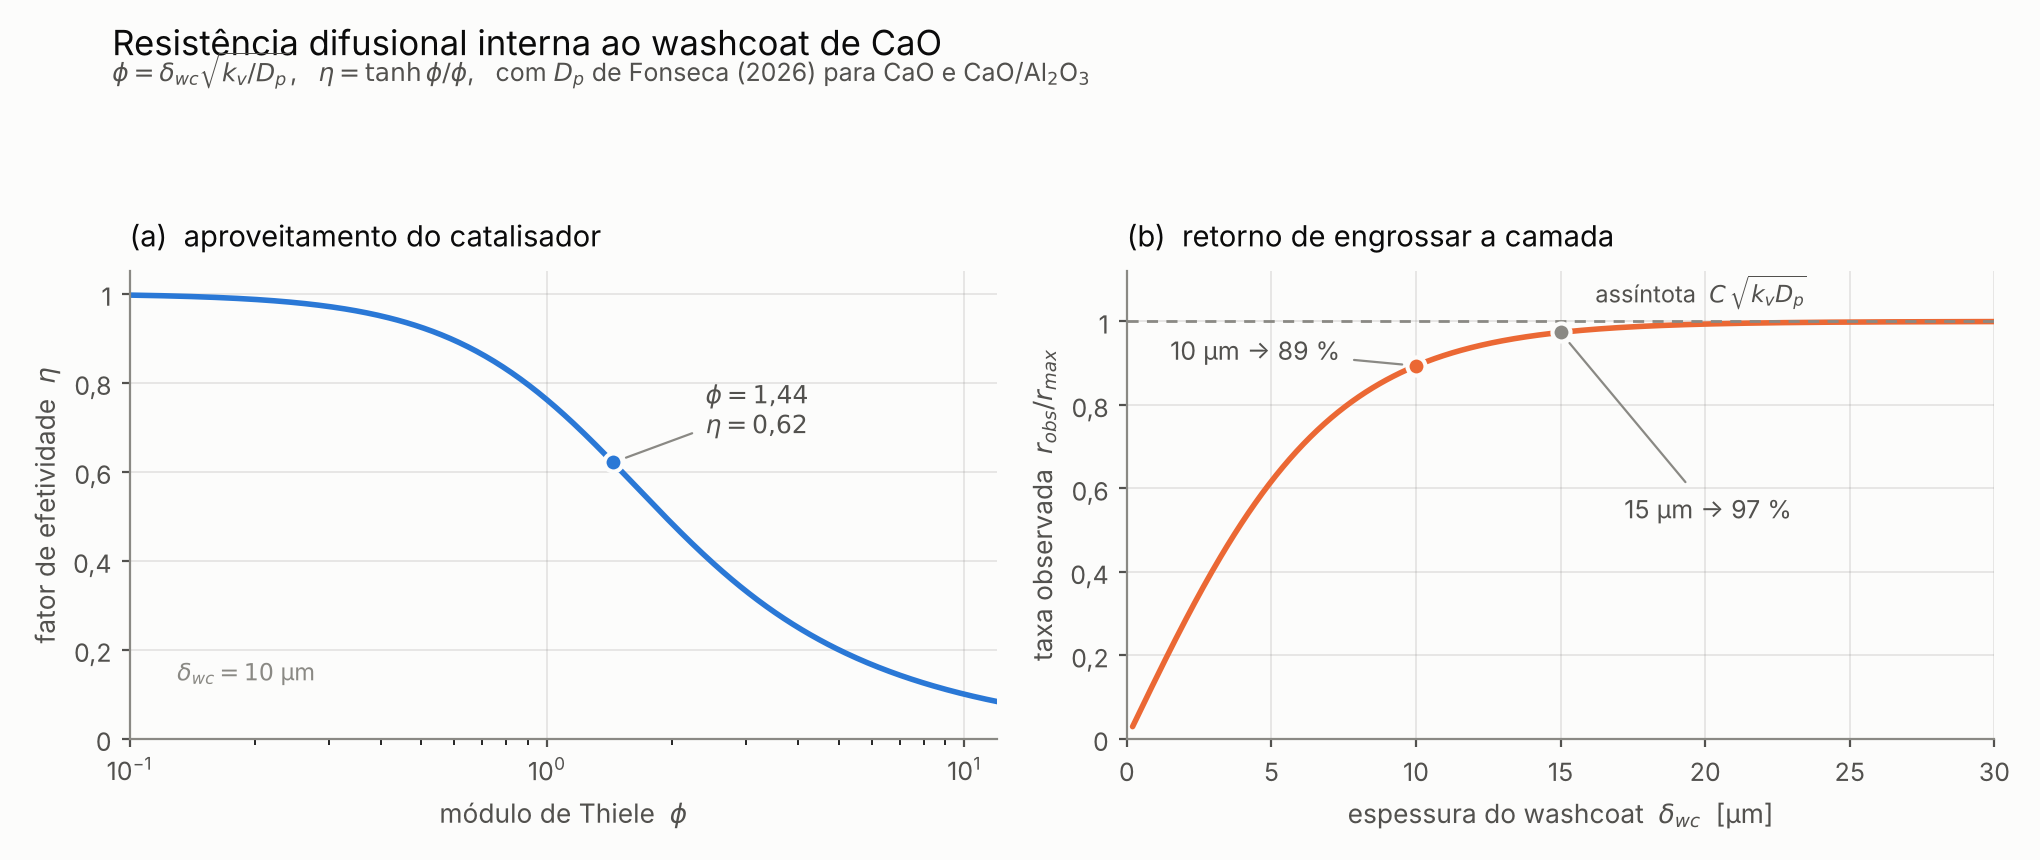 Resistência difusional interna ao washcoat de CaO
ϕ = δwc√kv/Dp, η = tanh ϕ/ϕ, com Dp de Fonseca (2026) para CaO e CaO/Al₂O₃
(a) aproveitamento do catalisador
fator de efetividade η
1
0,8
0,6
0,4
0,2
0
ϕ = 1,44
η = 0,62
δwc = 10 µm
10⁻¹ 10⁰ 10¹
módulo de Thiele ϕ
(b) retorno de engrossar a camada
taxa observada robs/rmax
1
0,8
0,6
0,4
0,2
0
assíntota C √kvDp
10 µm → 89 %
15 µm → 97 %
0 5 10 15 20 25 30
espessura do washcoat δwc [µm]